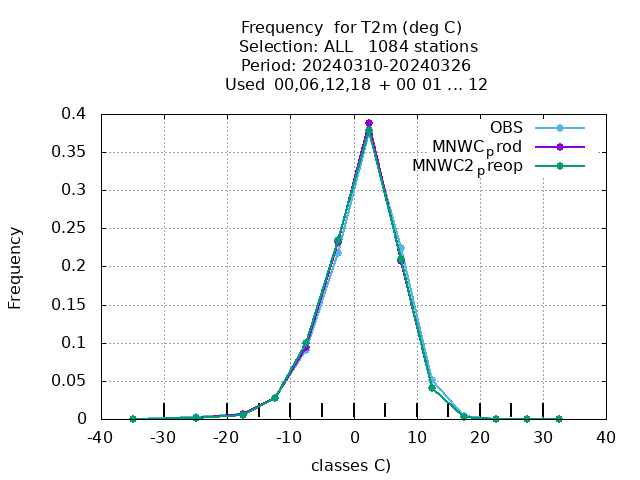 Frequency  for T2m (deg C)
Selection: ALL   1084 stations
Period: 20240310-20240326
Used  00,06,12,18  + 00 01 ... 12
0.4
0.35
0.3
0.25
0.2
0.15
0.1
0.05
0
Frequency
OBS
MNWCprod
MNWC2preop
-40 -30 -20 -10 0 10 20 30 40
classes C)